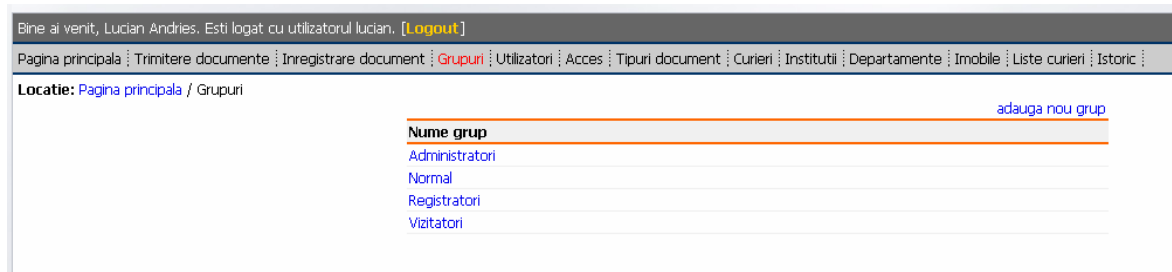 Bine ai venit, Lucian Andries. Esti logat cu utilizatorul lucian. [Logout]
Pagina principala Trimitere documente Inregistrare document Grupuri Utilizatori Acces Tipuri document Curieri Institutii Departamente Imobile Liste curieri Istoric
Locatie: Pagina principala / Grupuri
adauga nou grup
Nume grup
Administratori
Normal
Registratori
Vizitatori